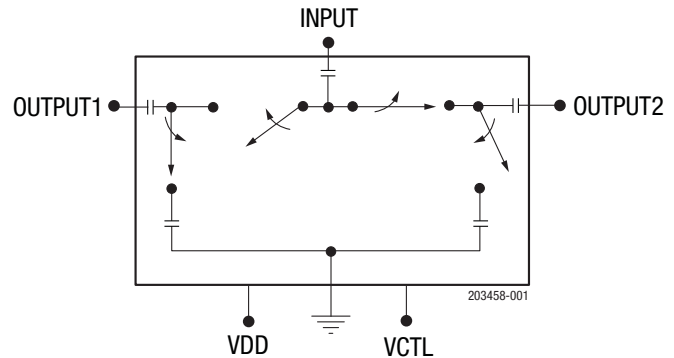 INPUT
OUTPUT1
OUTPUT2
203458-001
VDD
VCTL